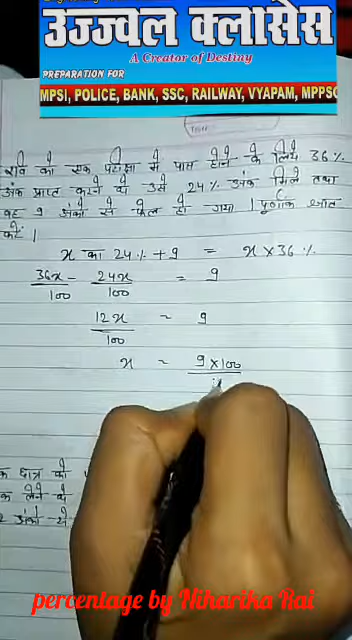 उज्ज्वल क्लासेस
A Creator of Destiny
PREPARATION FOR
MPSI, POLICE, BANK, SSC, RAILWAY, VYAPAM, MPPSC
को एक परीक्षा में पास होने के लिये 36%
अंक प्राप्त करने थे उसे 24% अंक मिले तथा
वह 9 अंको से फेल हो गया। पूर्णांक ज्ञात
करें।
x का 24% + 9 = x × 36%
36x/100 - 24x/100 = 9
12x/100 = 9
x = 9×100
छात्र को
लेने थे
अंको से
percentage by Niharika Rai